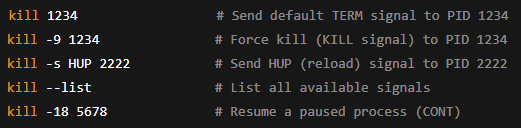 kill 1234 # Send default TERM signal to PID 1234
kill -9 1234 # Force kill (KILL signal) to PID 1234
kill -s HUP 2222 # Send HUP (reload) signal to PID 2222
kill --list # List all available signals
kill -18 5678 # Resume a paused process (CONT)